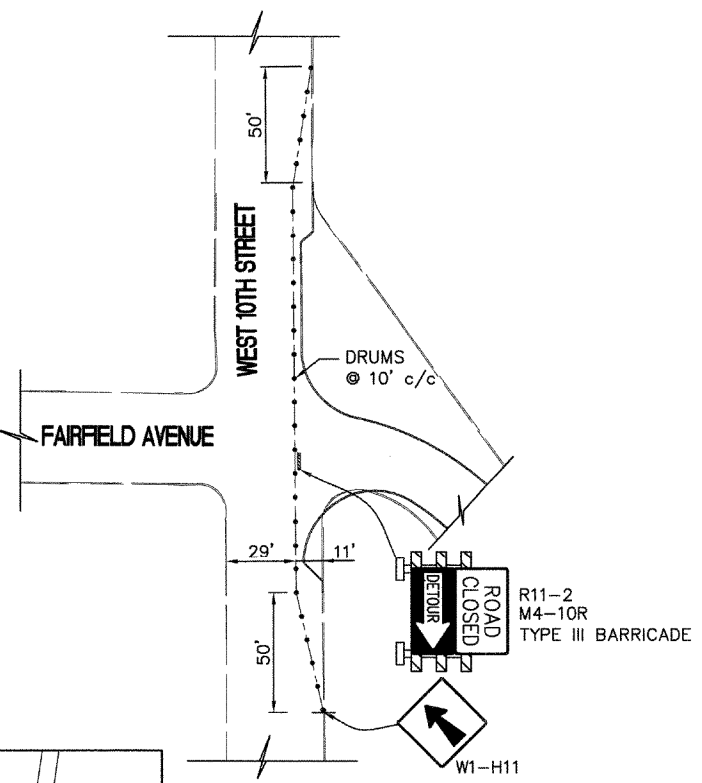 50'
WEST 10TH STREET
DRUMS
@ 10' c/c
FAIRFIELD AVENUE
29'
11'
ROAD
CLOSED
DETOUR
R11-2
M4-10R
TYPE III BARRICADE
50'
W1-H11